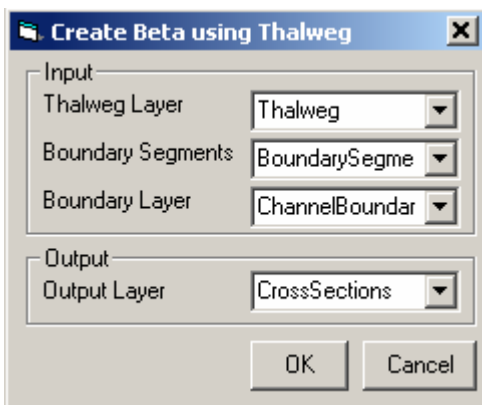 Create Beta using Thalweg
Input
Thalweg Layer Thalweg
Boundary Segments BoundarySegme
Boundary Layer ChannelBoundar
Output
Output Layer CrossSections
OK Cancel